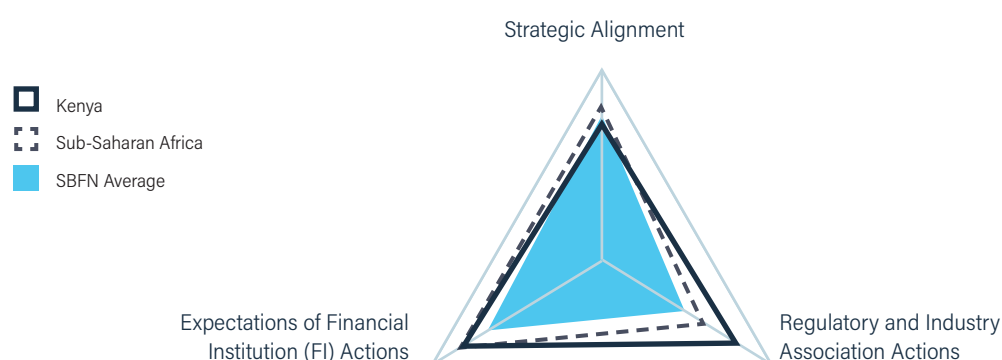 Strategic Alignment
Kenya
Sub-Saharan Africa
SBFN Average
Expectations of Financial
Institution (FI) Actions
Regulatory and Industry
Association Actions